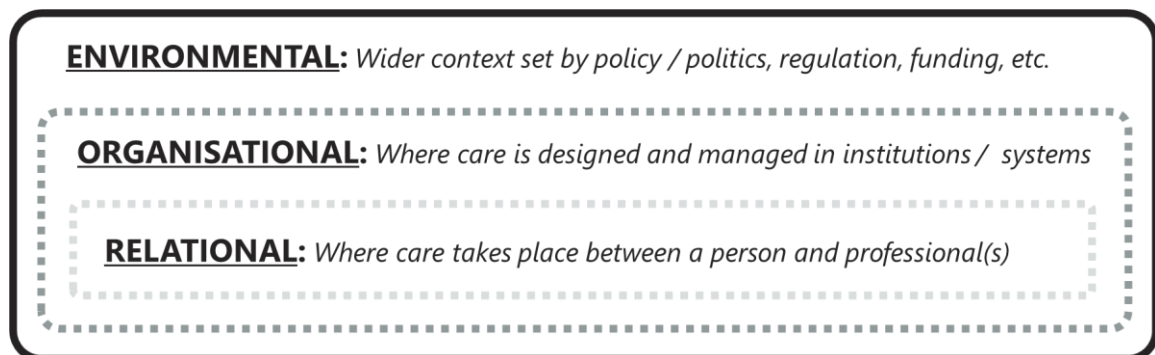 ENVIRONMENTAL: Wider context set by policy / politics, regulation, funding, etc.
ORGANISATIONAL: Where care is designed and managed in institutions / systems
RELATIONAL: Where care takes place between a person and professional(s)